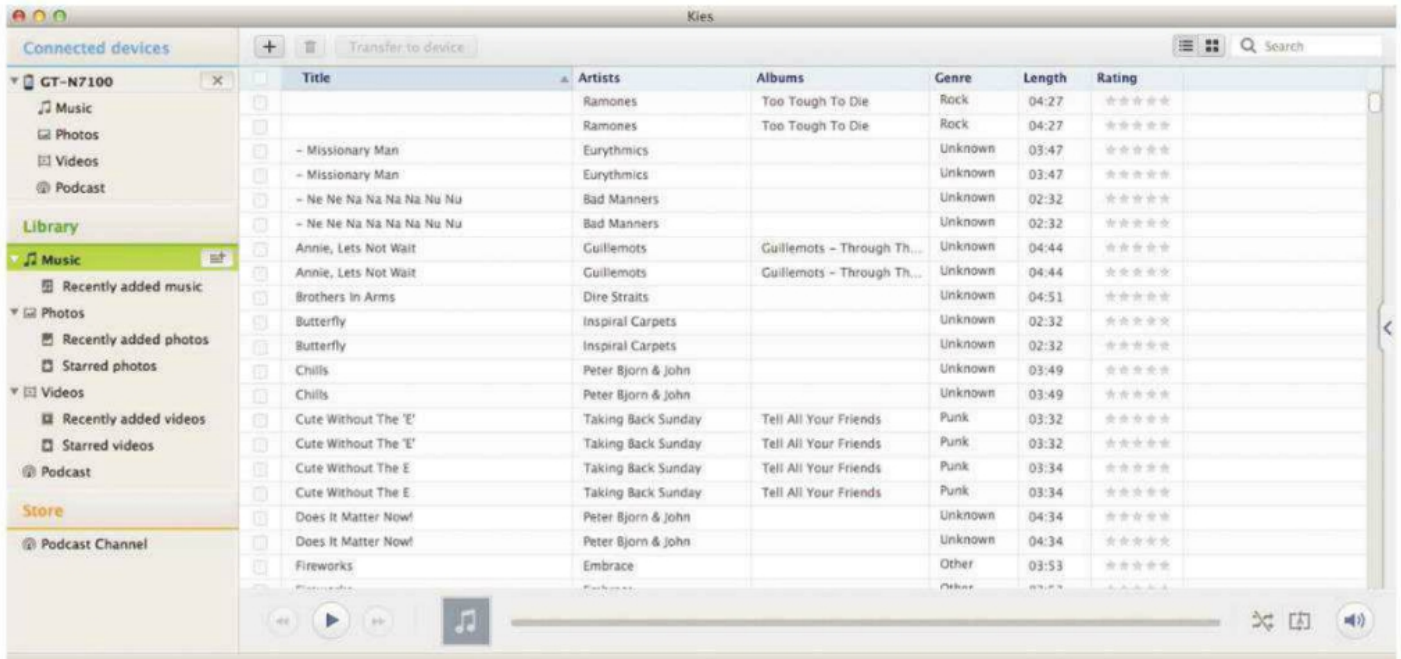 Kies
Connected devices
GT-N7100
Music
Photos
Videos
Podcast
Library
Music
Recently added music
Photos
Recently added photos
Starred photos
Videos
Recently added videos
Starred videos
Podcast
Store
Podcast Channel
Transfer to device
Search
Title Artists Albums Genre Length Rating
Ramones Too Tough To Die Rock 04:27
Ramones Too Tough To Die Rock 04:27
- Missionary Man Eurythmics Unknown 03:47
- Missionary Man Eurythmics Unknown 03:47
- Ne Ne Na Na Na Na Nu Nu Bad Manners Unknown 02:32
- Ne Ne Na Na Na Na Nu Nu Bad Manners Unknown 02:32
Annie, Lets Not Wait Guillemots Guillemots - Through Th... Unknown 04:44
Annie, Lets Not Wait Guillemots Guillemots - Through Th... Unknown 04:44
Brothers In Arms Dire Straits Unknown 04:51
Butterfly Inspiral Carpets Unknown 02:32
Butterfly Inspiral Carpets Unknown 02:32
Chills Peter Bjorn & John Unknown 03:49
Chills Peter Bjorn & John Unknown 03:49
Cute Without The 'E' Taking Back Sunday Tell All Your Friends Punk 03:32
Cute Without The 'E' Taking Back Sunday Tell All Your Friends Punk 03:32
Cute Without The E Taking Back Sunday Tell All Your Friends Punk 03:34
Cute Without The E Taking Back Sunday Tell All Your Friends Punk 03:34
Does It Matter Now! Peter Bjorn & John Unknown 04:34
Does It Matter Now! Peter Bjorn & John Unknown 04:34
Fireworks Embrace Other 03:53